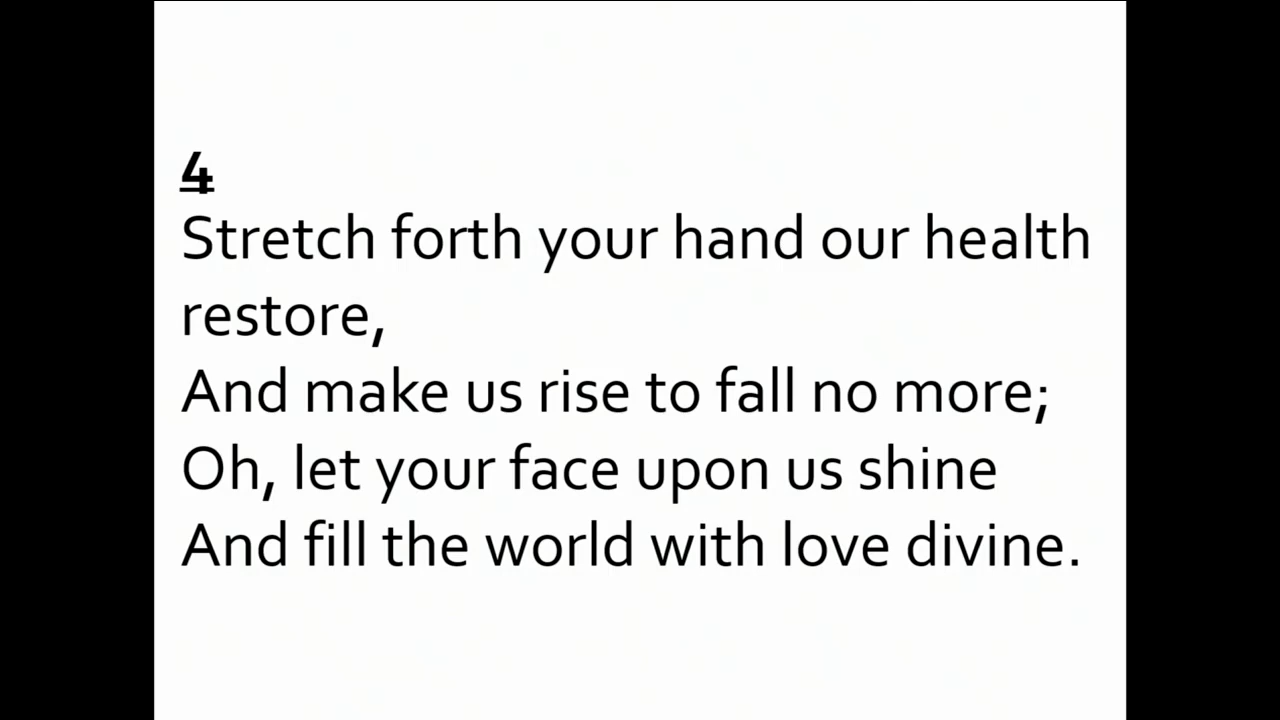 4
Stretch forth your hand our health
restore,
And make us rise to fall no more;
Oh, let your face upon us shine
And fill the world with love divine.